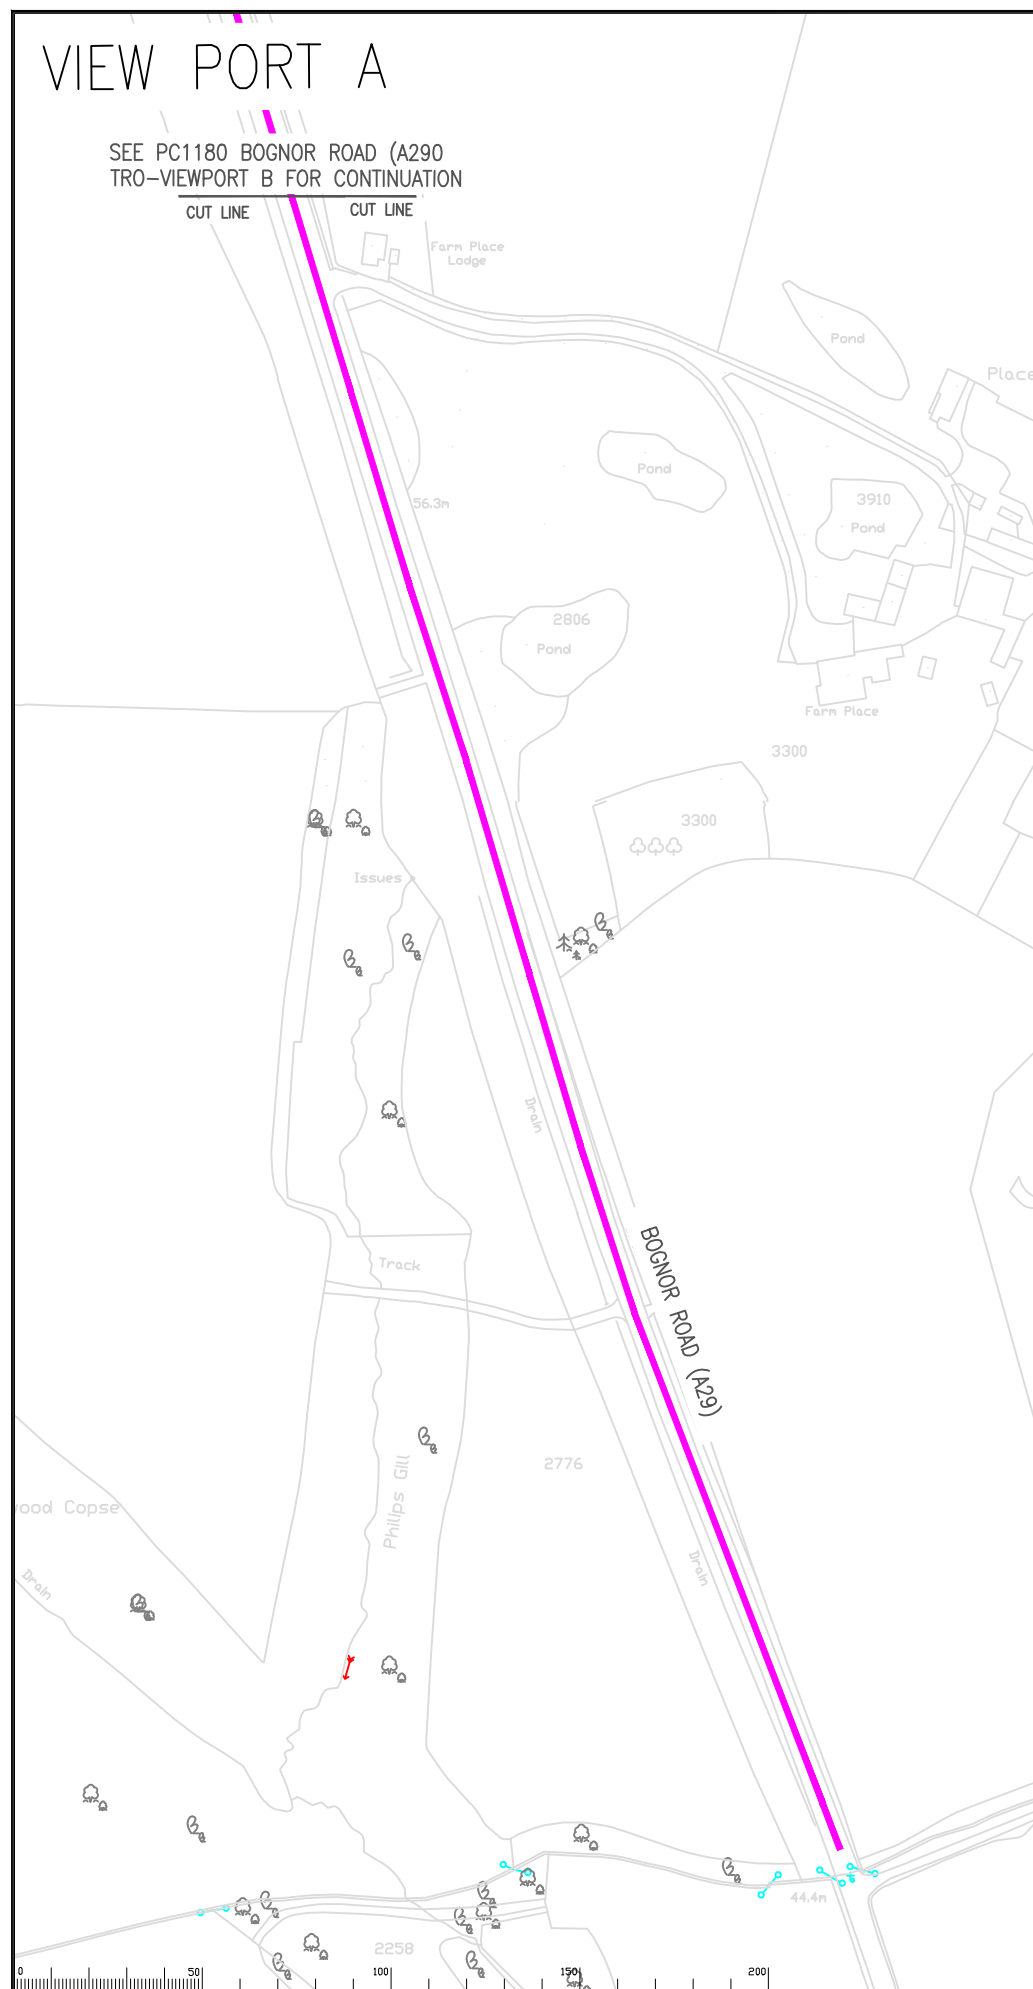 VIEW PORT A
SEE PC1180 BOGNOR ROAD (A290
TRO-VIEWPORT B FOR CONTINUATION
CUT LINE
CUT LINE
Farm Place
Lodge
Pond
Place
Pond
56.3m
3910
Pond
2806
Pond
Farm Place
3300
3300
Issues
Drain
BOGNOR ROAD (A29)
Track
2776
Philips Gill
wood Copse
Drain
Drain
44.4m
2258
0 50 100 150 200